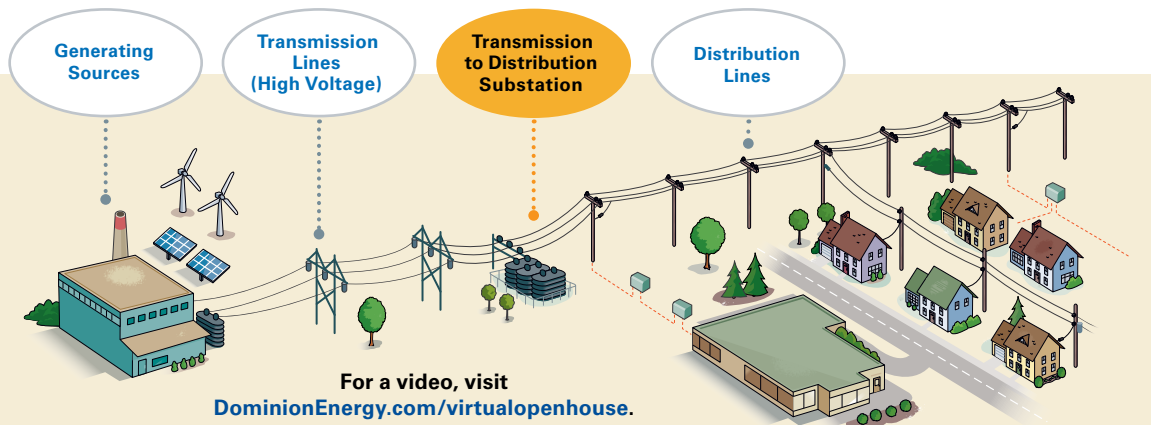 Generating
Sources
Transmission
Lines
(High Voltage)
Transmission
to Distribution
Substation
Distribution
Lines
For a video, visit
DominionEnergy.com/virtualopenhouse.